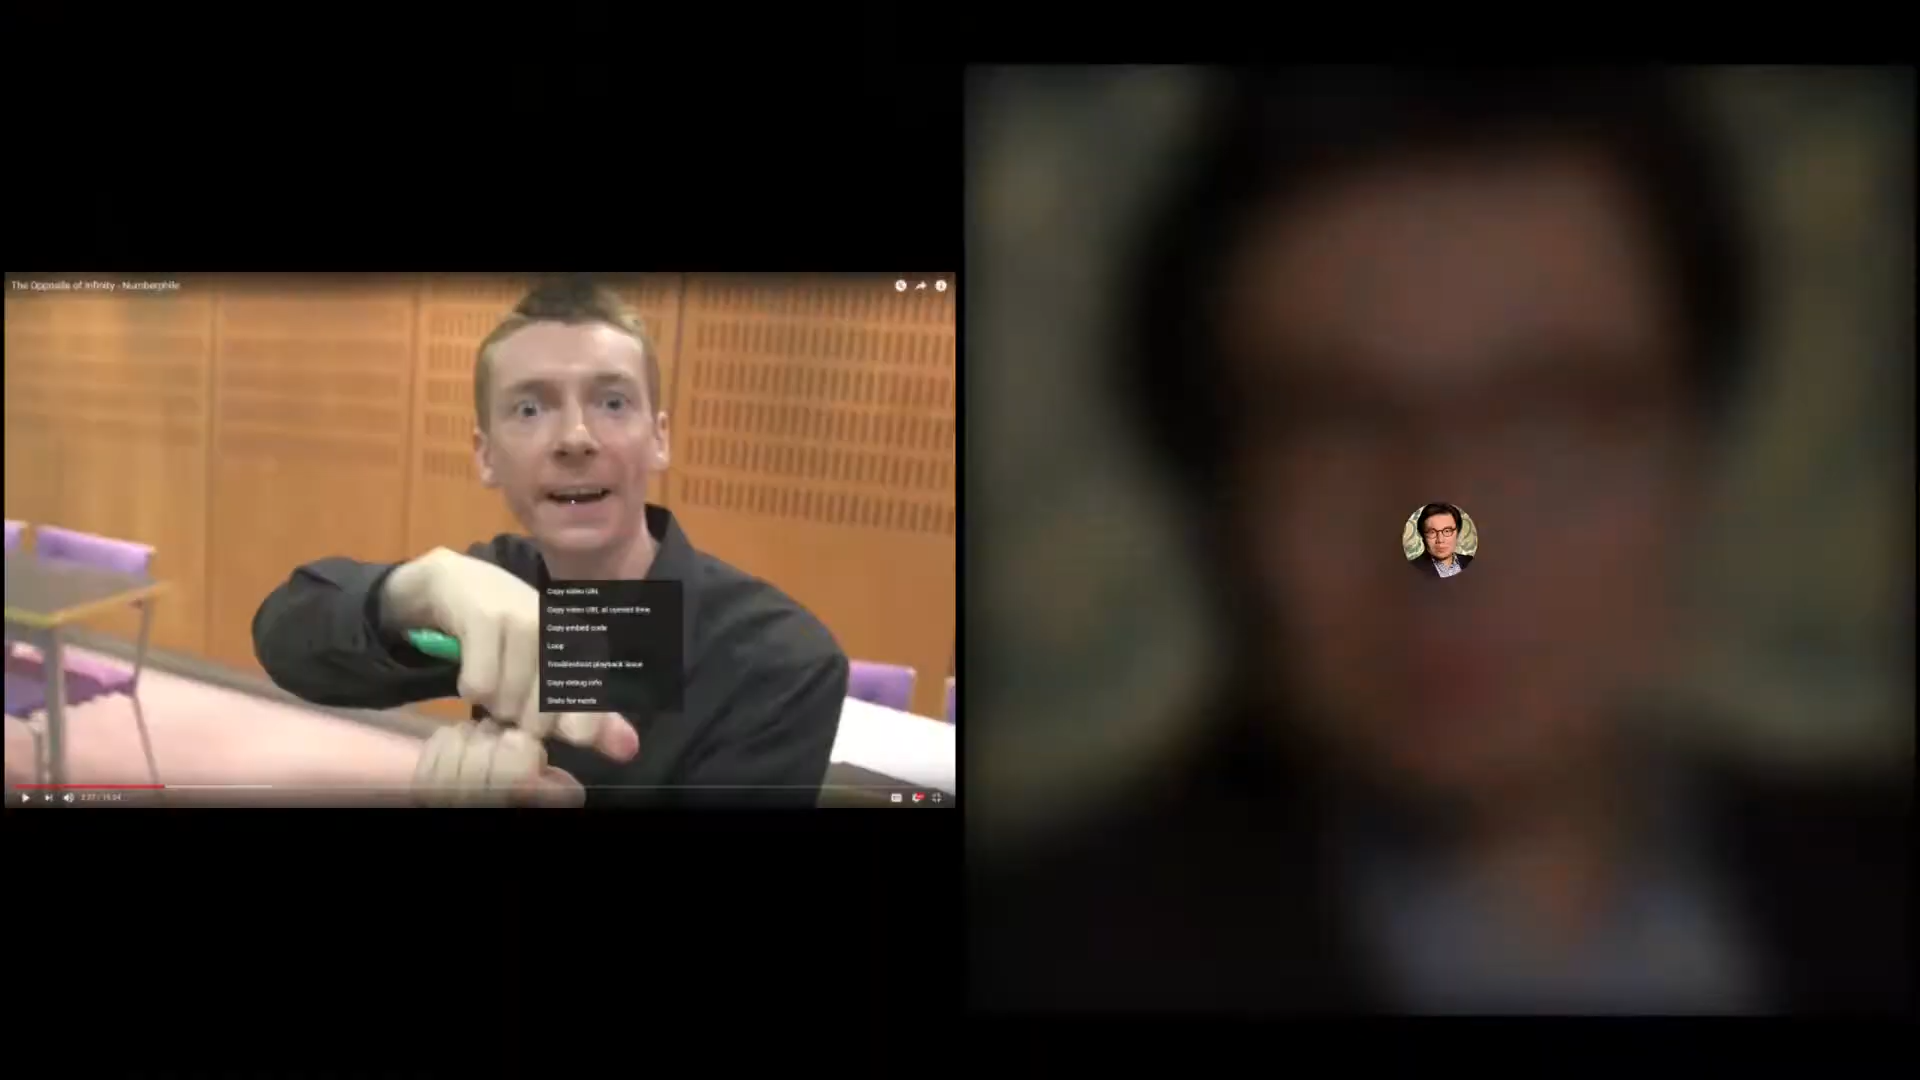 The Opposite of Infinity - Numberphile
Copy video URL
Copy video URL at current time
Copy embed code
Loop
Troubleshoot playback issue
Copy debug info
Stats for nerds